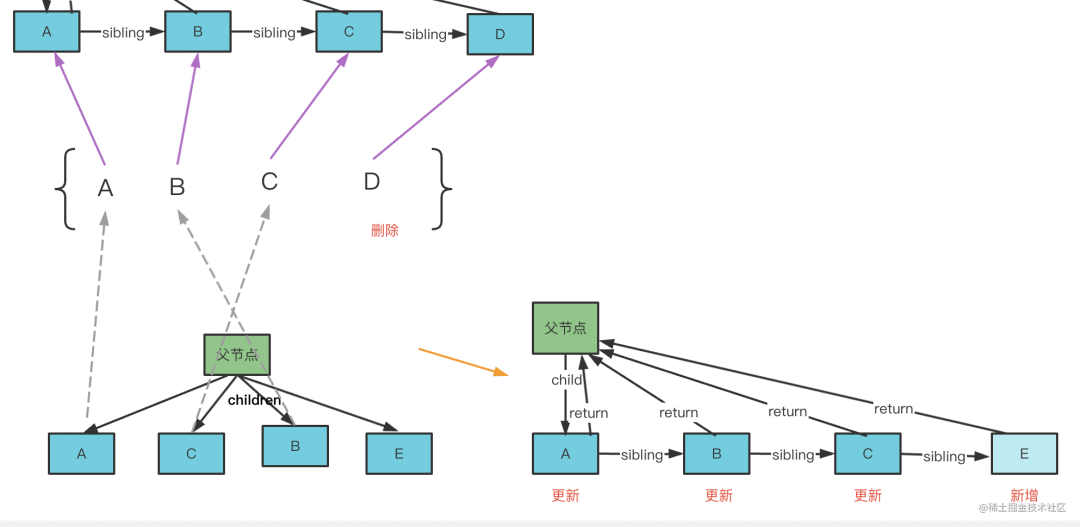 A sibling B sibling C sibling D
A B C D
删除
父节点
children
A C B E
父节点
child
return return return return
A sibling B sibling C sibling E
更新 更新 更新 新增
@稀土掘金技术社区